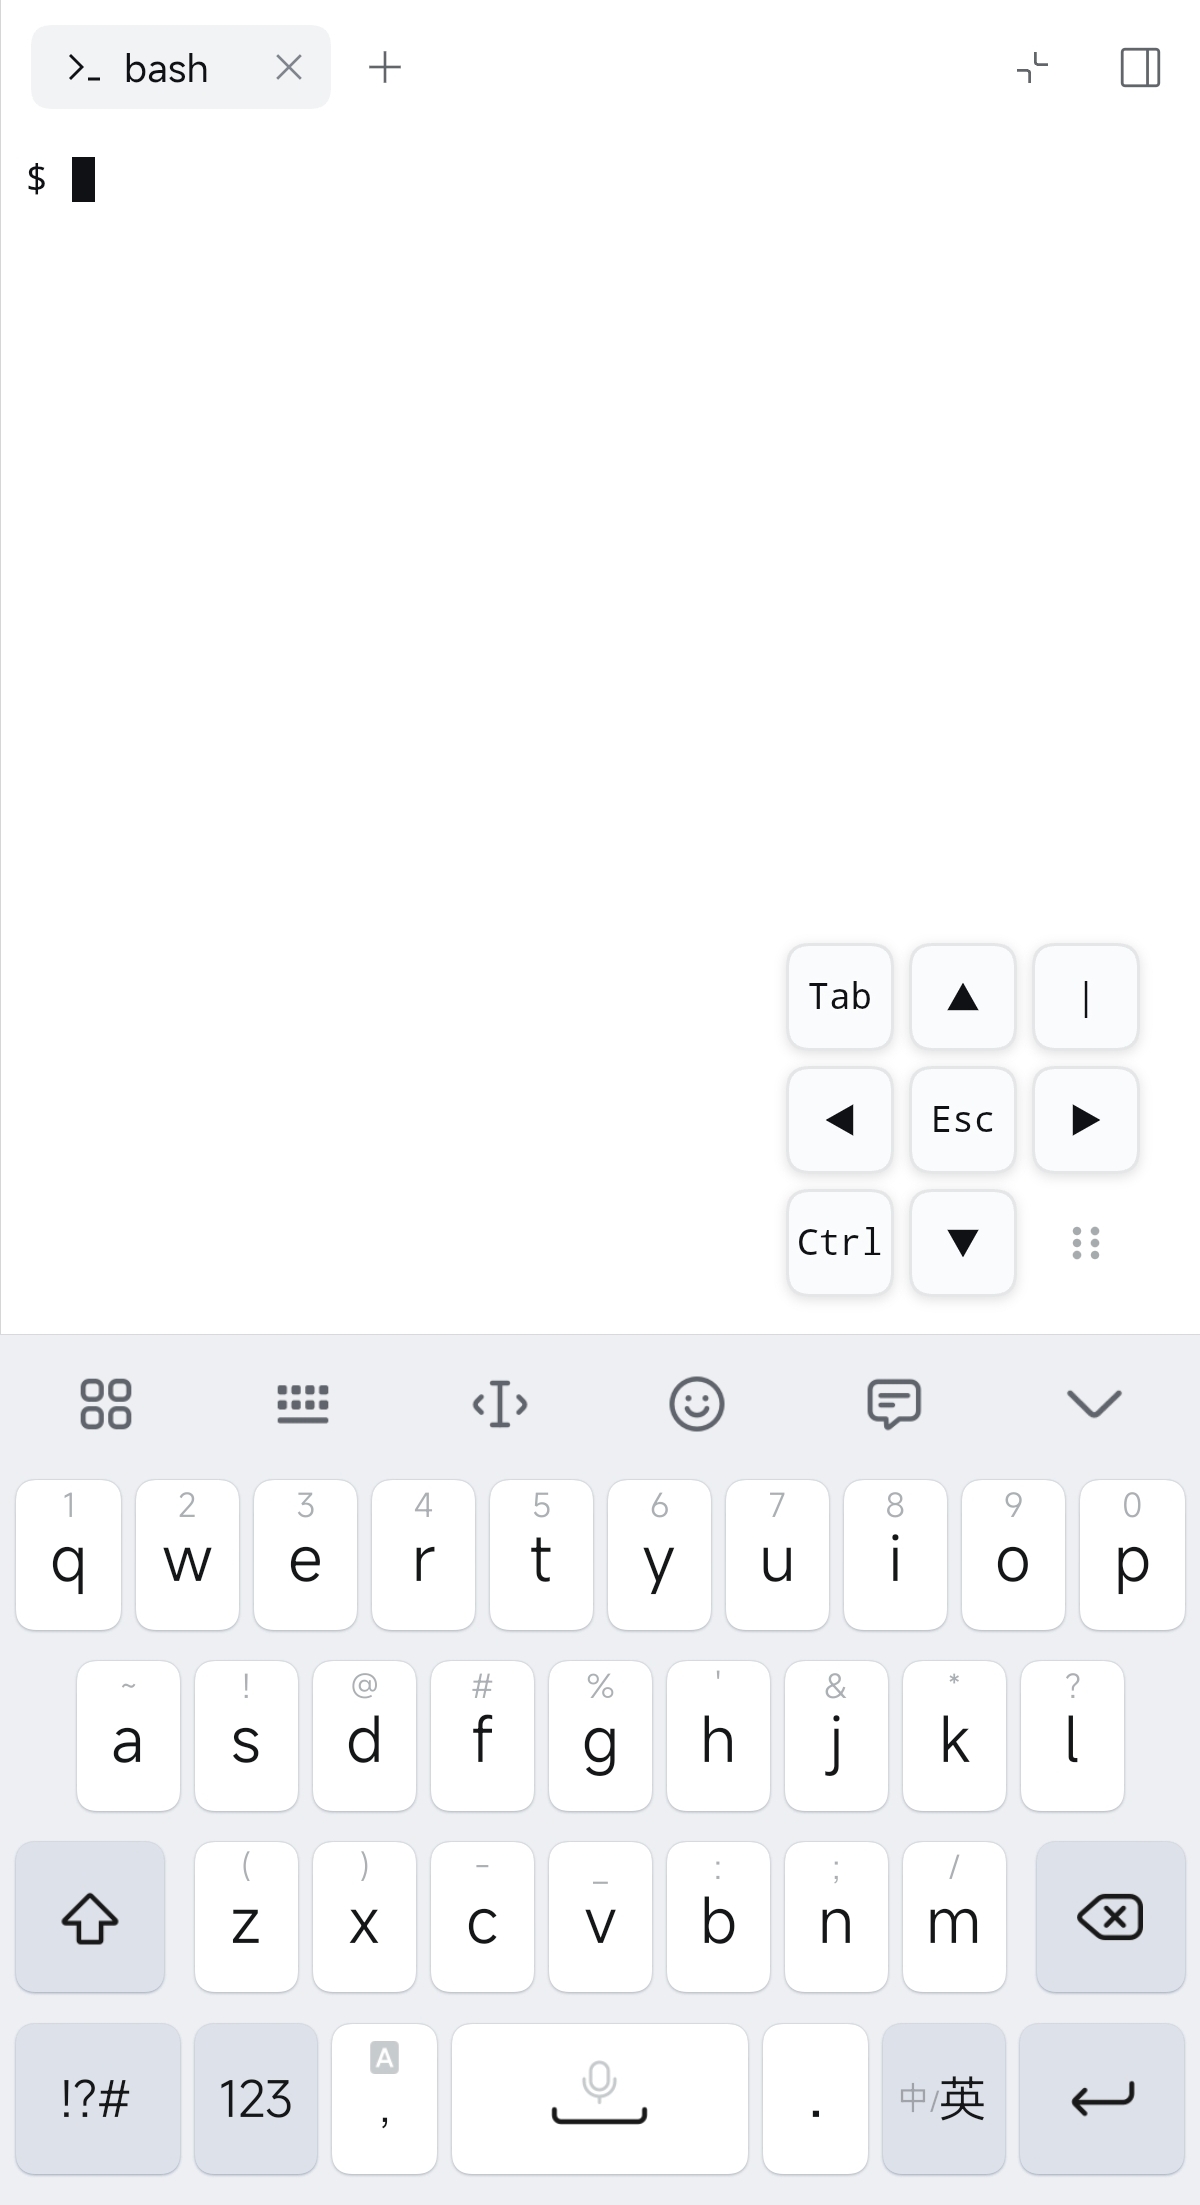 bash
$
Tab ▲ |
◀ Esc ▶
Ctrl ▼
1 2 3 4 5 6 7 8 9 0
q w e r t y u i o p
~ ! @ # % ' & * ?
a s d f g h j k l
( ) - _ : ; /
z x c v b n m
A
!?# 123 , . 中/英